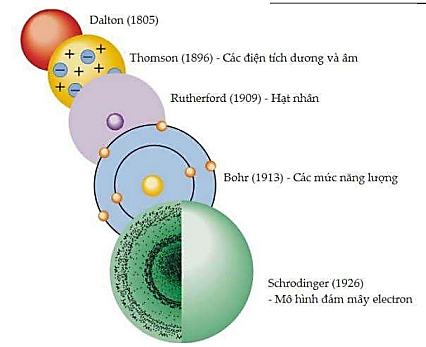 Dalton (1805)
Thomson (1896) - Các điện tích dương và âm
Rutherford (1909) - Hạt nhân
Bohr (1913) - Các mức năng lượng
Schrodinger (1926)
- Mô hình đám mây electron